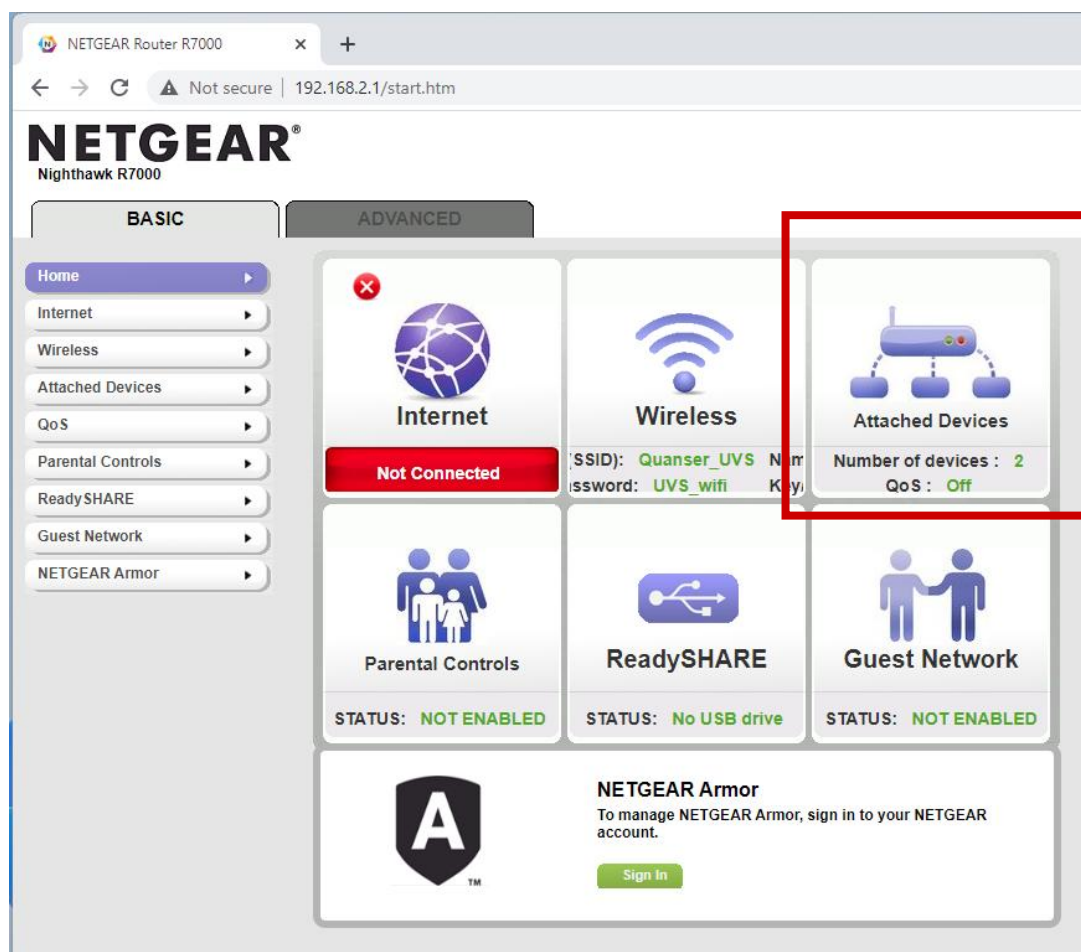 NETGEAR Router R7000
Not secure | 192.168.2.1/start.htm
NETGEAR®
Nighthawk R7000
BASIC
ADVANCED
Home
Internet
Wireless
Attached Devices
QoS
Parental Controls
ReadySHARE
Guest Network
NETGEAR Armor
Internet
Not Connected
Wireless
(SSID): Quanser_UVS Nam
ssword: UVS_wifi Key/
Attached Devices
Number of devices : 2
QoS : Off
Parental Controls
STATUS: NOT ENABLED
ReadySHARE
STATUS: No USB drive
Guest Network
STATUS: NOT ENABLED
A
TM
NETGEAR Armor
To manage NETGEAR Armor, sign in to your NETGEAR
account.
Sign In